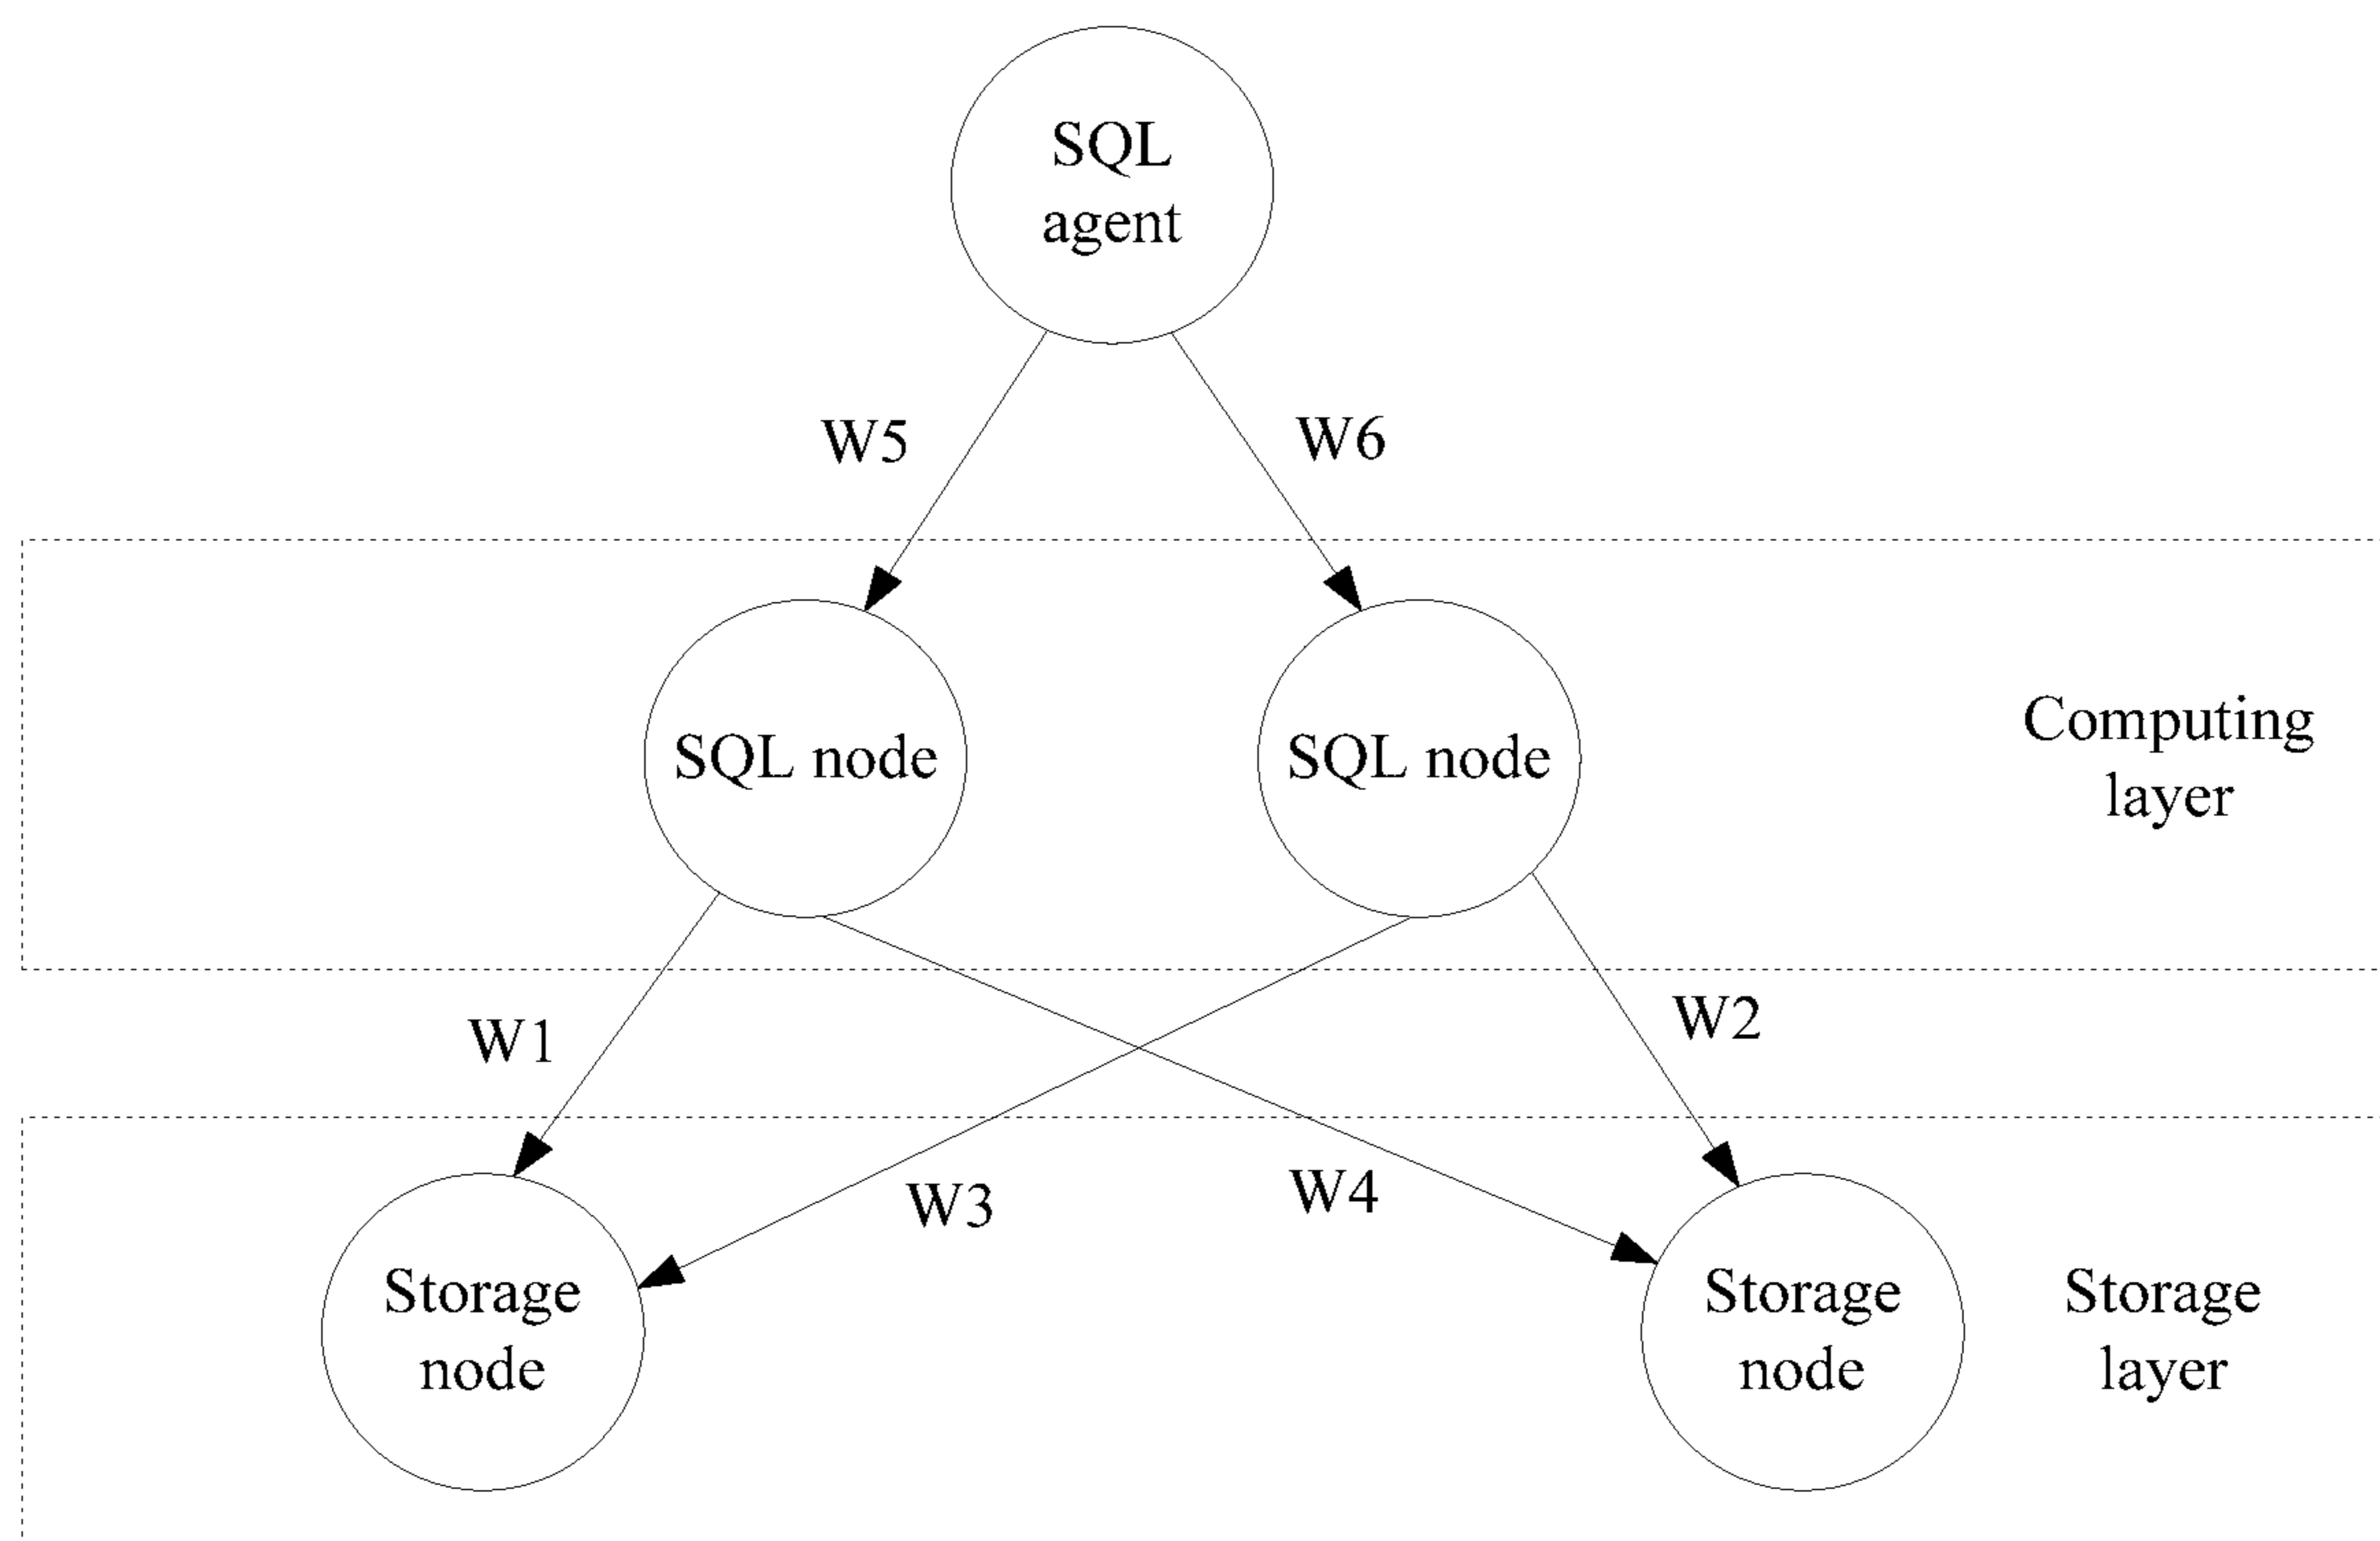 SQL
agent
W5
W6
SQL node
SQL node
Computing
layer
W1
W2
W3
W4
Storage
node
Storage
node
Storage
layer